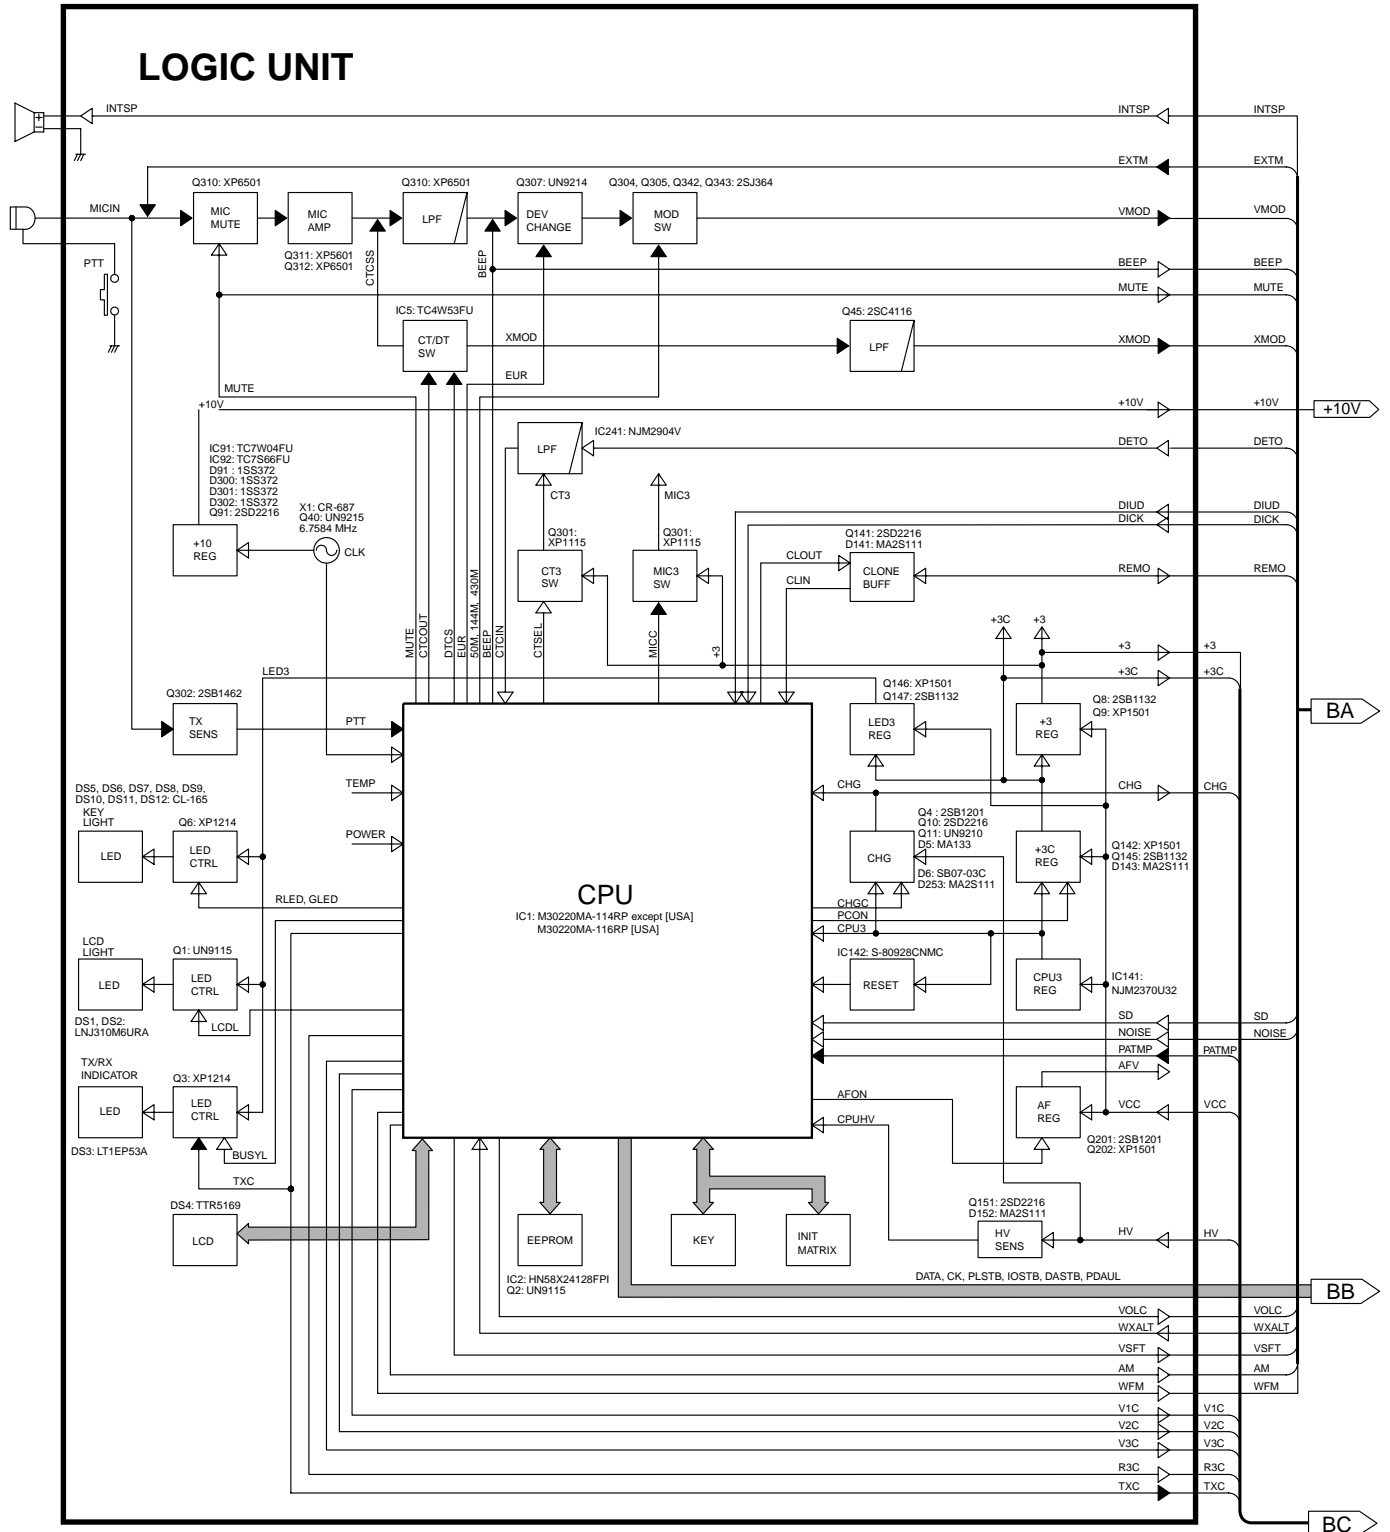 LOGIC UNIT
INTSP
INTSP
INTSP
EXTM
EXTM
Q310: XP6501
Q310: XP6501
Q307: UN9214
Q304, Q305, Q342, Q343: 2SJ364
MICIN
MIC
MUTE
MIC
AMP
LPF
DEV
CHANGE
MOD
SW
VMOD
VMOD
Q311: XP5601
Q312: XP6501
PTT
CTCSS
BEEP
BEEP
BEEP
MUTE
MUTE
IC5: TC4W53FU
Q45: 2SC4116
CT/DT
SW
XMOD
LPF
XMOD
XMOD
EUR
MUTE
+10V
+10V
+10V
+10V
IC91: TC7W04FU
IC92: TC7S66FU
D91 : 1SS372
D300: 1SS372
D301: 1SS372
D302: 1SS372
Q91: 2SD2216
LPF
IC241: NJM2904V
DETO
DETO
CT3
MIC3
X1: CR-687
Q40: UN9215
6.7584 MHz
DIUD
DIUD
DICK
DICK
+10
REG
CLK
Q301:
XP1115
Q301:
XP1115
Q141: 2SD2216
D141: MA2S111
CT3
SW
MIC3
SW
CLOUT
CLIN
CLONE
BUFF
REMO
REMO
MUTE
CTCOUT
DTCS
EUR
50M, 144M, 430M
BEEP
CTCIN
CTSEL
MICC
+3
+3C
+3
+3
+3
+3C
+3C
LED3
Q302: 2SB1462
TX
SENS
PTT
Q146: XP1501
Q147: 2SB1132
LED3
REG
+3
REG
Q8: 2SB1132
Q9: XP1501
TEMP
CHG
CHG
CHG
DS5, DS6, DS7, DS8, DS9,
DS10, DS11, DS12: CL-165
KEY
LIGHT
Q6: XP1214
LED
LED
CTRL
POWER
Q4 : 2SB1201
Q10: 2SD2216
Q11: UN9210
D5: MA133
CHG
D6: SB07-03C
D253: MA2S111
+3C
REG
Q142: XP1501
Q145: 2SB1132
D143: MA2S111
RLED, GLED
CPU
IC1: M30220MA-114RP except [USA]
M30220MA-116RP [USA]
CHGC
PCON
CPU3
LCD
LIGHT
Q1: UN9115
LED
LED
CTRL
IC142: S-80928CNMC
RESET
CPU3
REG
IC141:
NJM2370U32
DS1, DS2:
LNJ310M6URA
LCDL
SD
SD
NOISE
NOISE
PATMP
PATMP
TX/RX
INDICATOR
Q3: XP1214
AFV
LED
LED
CTRL
AFON
AF
REG
VCC
VCC
CPUHV
Q201: 2SB1201
Q202: XP1501
DS3: LT1EP53A
BUSYL
TXC
DS4: TTR5169
LCD
EEPROM
KEY
INIT
MATRIX
Q151: 2SD2216
D152: MA2S111
HV
SENS
HV
HV
IC2: HN58X24128FPI
Q2: UN9115
DATA, CK, PLSTB, IOSTB, DASTB, PDAUL
BA
BB
VOLC
VOLC
WXALT
WXALT
VSFT
VSFT
AM
AM
WFM
WFM
V1C
V1C
V2C
V2C
V3C
V3C
R3C
R3C
TXC
TXC
BC